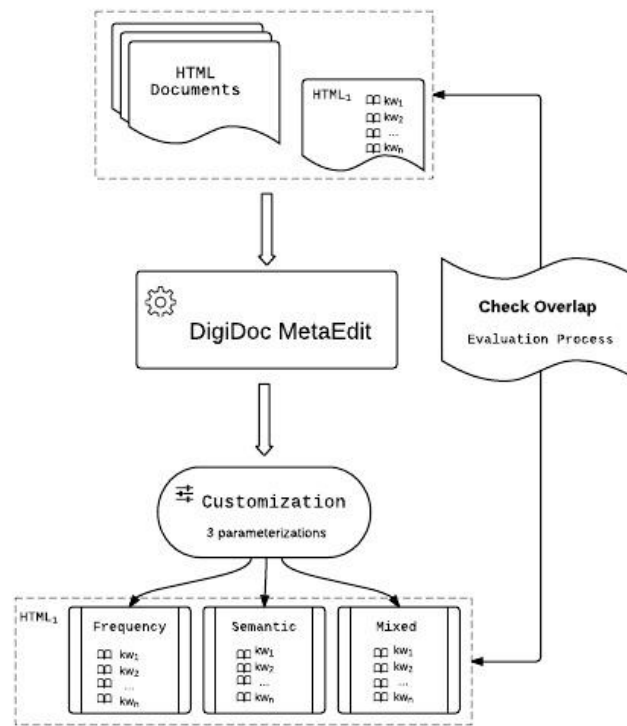 HTML
Documents
HTML₁
kw₁
kw₂
...
kwₙ
DigiDoc MetaEdit
Check Overlap
Evaluation Process
Customization
3 parameterizations
HTML₁
Frequency
kw₁
kw₂
...
kwₙ
Semantic
kw₁
kw₂
...
kwₙ
Mixed
kw₁
kw₂
...
kwₙ